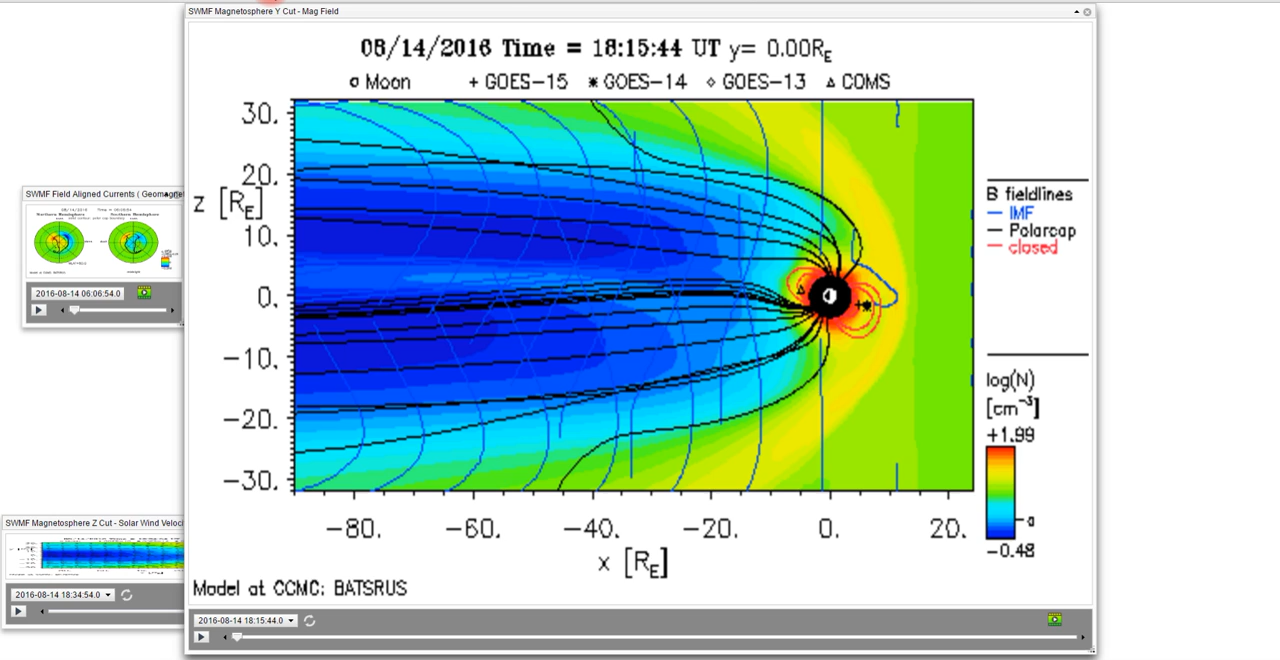 SWMF Magnetosphere Y Cut - Mag Field
08/14/2016 Time = 18:15:44 UT y= 0.00RE
Moon + GOES-15 ✱ GOES-14 ◇ GOES-13 △ COMS
30.
20.
10.
0.
-10.
-20.
-30.
z [RE]
-80. -60. -40. -20. 0. 20.
x [RE]
B fieldlines
IMF
Polarcap
closed
log(N)
[cm-3]
+1.99
0
-0.48
Model at CCMC: BATSRUS
2016-08-14 18:15:44.0
SWMF Field Aligned Currents ( Geomagne
Northern Hemisphere
2016-08-14 06:06:54.0
SWMF Magnetosphere Z Cut - Solar Wind Veloci
2016-08-14 18:34:54.0